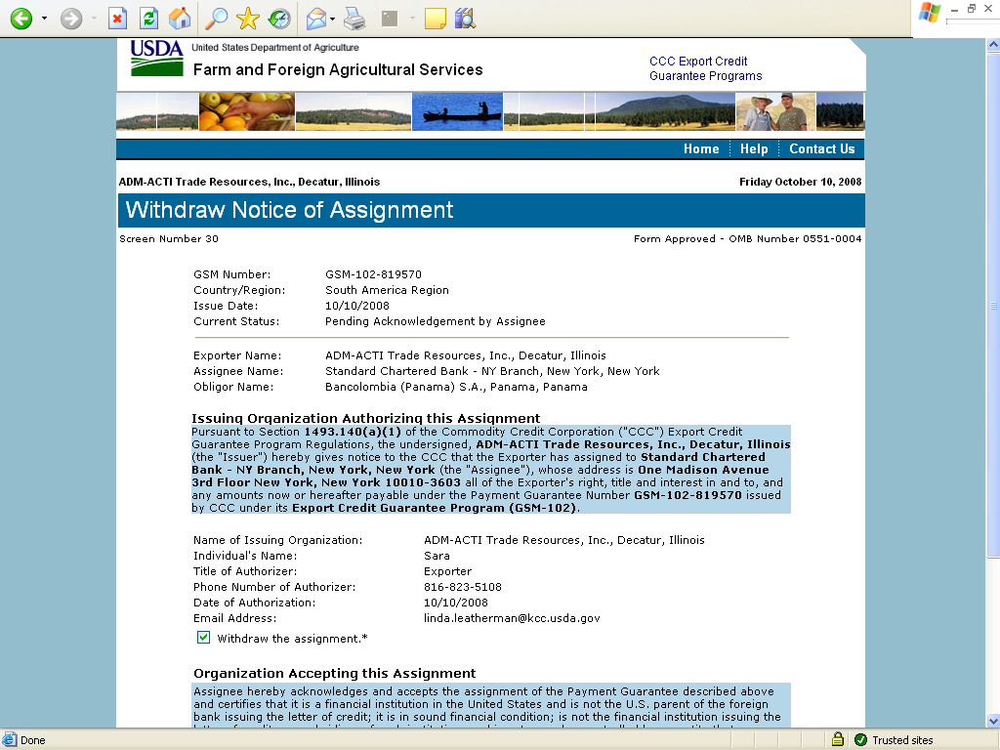 USDA United States Department of Agriculture
Farm and Foreign Agricultural Services
CCC Export Credit
Guarantee Programs
Home Help Contact Us
ADM-ACTI Trade Resources, Inc., Decatur, Illinois Friday October 10, 2008
Withdraw Notice of Assignment
Screen Number 30 Form Approved - OMB Number 0551-0004
GSM Number: GSM-102-819570
Country/Region: South America Region
Issue Date: 10/10/2008
Current Status: Pending Acknowledgement by Assignee
Exporter Name: ADM-ACTI Trade Resources, Inc., Decatur, Illinois
Assignee Name: Standard Chartered Bank - NY Branch, New York, New York
Obligor Name: Bancolombia (Panama) S.A., Panama, Panama
Issuing Organization Authorizing this Assignment
Pursuant to Section 1493.140(a)(1) of the Commodity Credit Corporation ("CCC") Export Credit
Guarantee Program Regulations, the undersigned, ADM-ACTI Trade Resources, Inc., Decatur, Illinois
(the "Issuer") hereby gives notice to the CCC that the Exporter has assigned to Standard Chartered
Bank - NY Branch, New York, New York (the "Assignee"), whose address is One Madison Avenue
3rd Floor New York, New York 10010-3603 all of the Exporter's right, title and interest in and to, and
any amounts now or hereafter payable under the Payment Guarantee Number GSM-102-819570 issued
by CCC under its Export Credit Guarantee Program (GSM-102).
Name of Issuing Organization: ADM-ACTI Trade Resources, Inc., Decatur, Illinois
Individual's Name: Sara
Title of Authorizer: Exporter
Phone Number of Authorizer: 816-823-5108
Date of Authorization: 10/10/2008
Email Address: linda.leatherman@kcc.usda.gov
Withdraw the assignment.*
Organization Accepting this Assignment
Assignee hereby acknowledges and accepts the assignment of the Payment Guarantee described above
and certifies that it is a financial institution in the United States and is not the U.S. parent of the foreign
bank issuing the letter of credit; it is in sound financial condition; is not the financial institution issuing the
Done Trusted sites